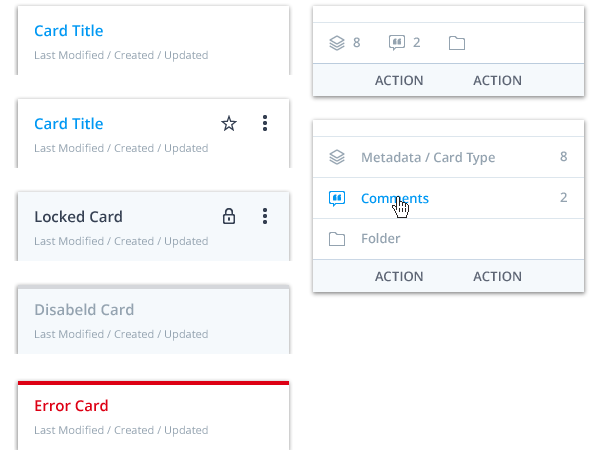 Card Title
Last Modified / Created / Updated
Card Title
Last Modified / Created / Updated
Locked Card
Last Modified / Created / Updated
Disabeld Card
Last Modified / Created / Updated
Error Card
Last Modified / Created / Updated
8 2
ACTION ACTION
Metadata / Card Type 8
Comments 2
Folder
ACTION ACTION